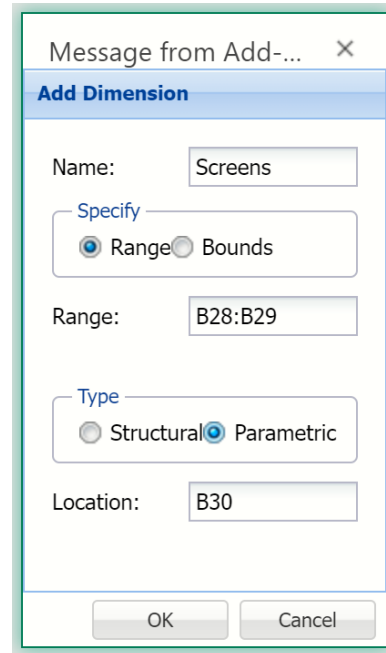 Message from Add-...
Add Dimension
Name: Screens
Specify
Range Bounds
Range: B28:B29
Type
Structural Parametric
Location: B30
OK Cancel